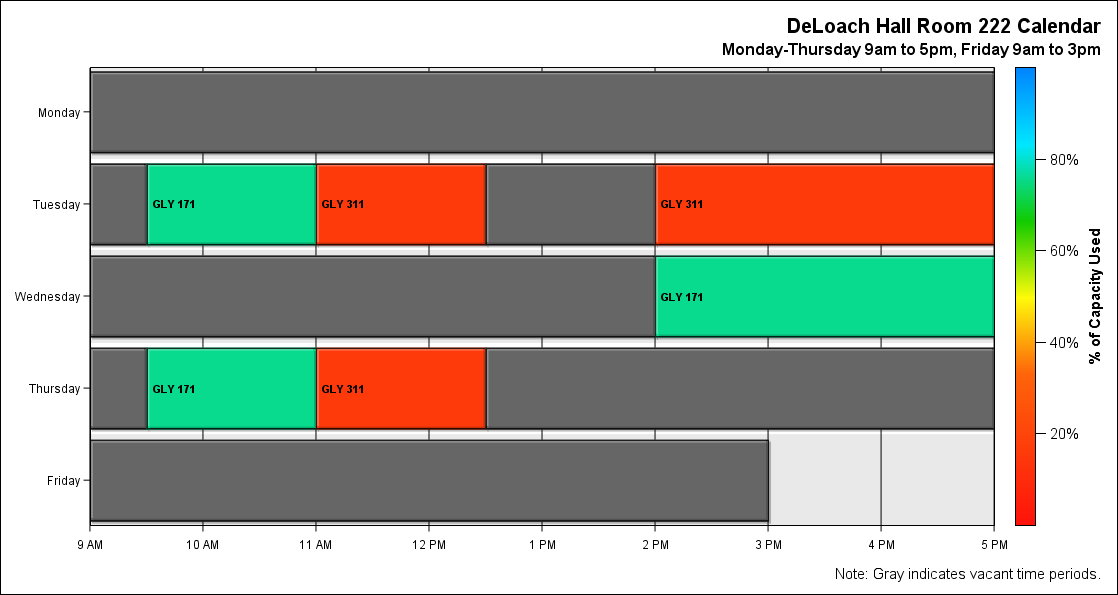 DeLoach Hall Room 222 Calendar
Monday-Thursday 9am to 5pm, Friday 9am to 3pm
Monday
Tuesday
GLY 171
GLY 311
GLY 311
Wednesday
GLY 171
Thursday
GLY 171
GLY 311
Friday
9 AM
10 AM
11 AM
12 PM
1 PM
2 PM
3 PM
4 PM
5 PM
80%
60%
40%
20%
% of Capacity Used
Note: Gray indicates vacant time periods.